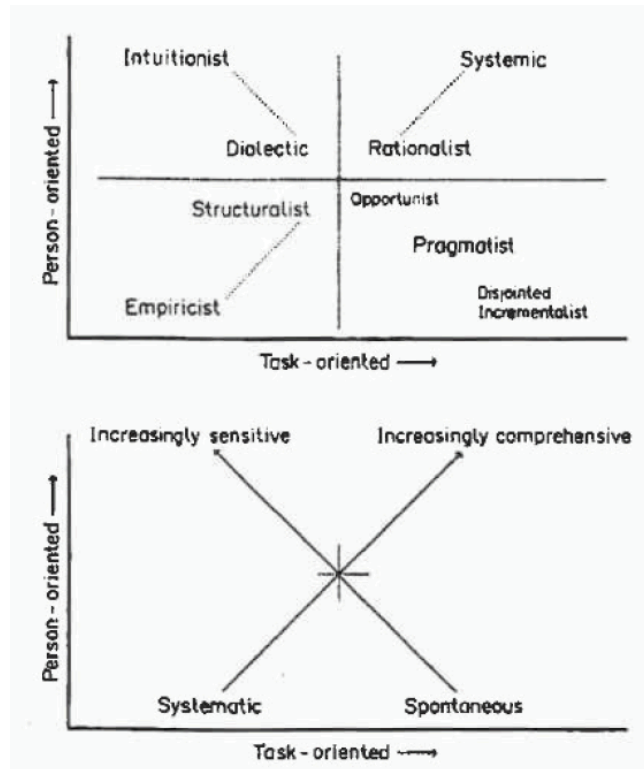 Intuitionist
Systemic
Dialectic
Rationalist
Structuralist
Opportunist
Pragmatist
Empiricist
Disjointed
Incrementalist
Person-oriented
Task-oriented
Increasingly sensitive
Increasingly comprehensive
Systematic
Spontaneous
Person-oriented
Task-oriented